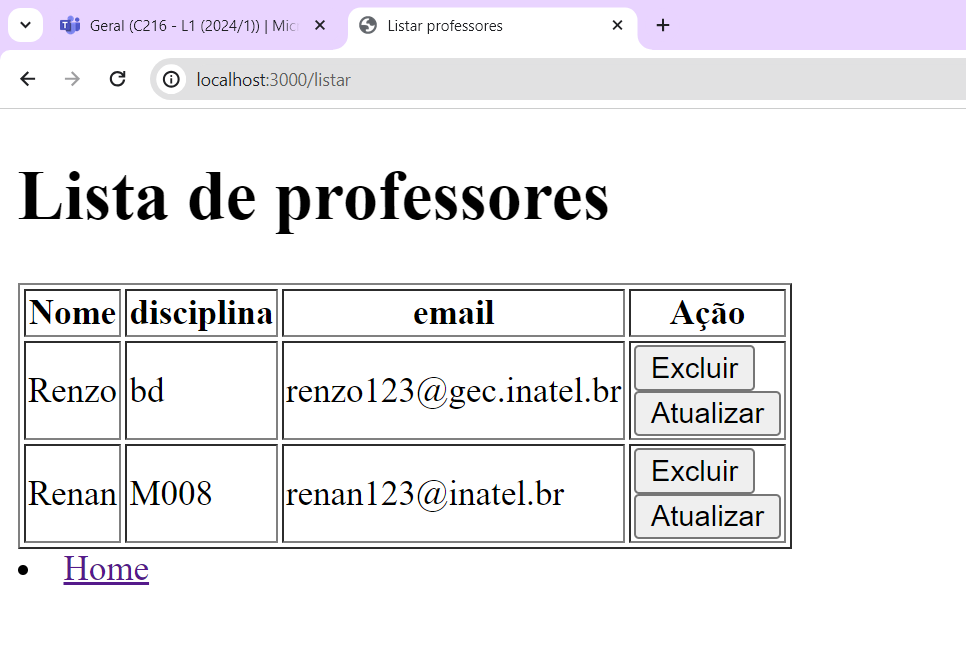 Geral (C216 - L1 (2024/1)) | Mic
Listar professores
localhost:3000/listar
Lista de professores
Nome disciplina email Ação
Renzo bd renzo123@gec.inatel.br Excluir
Atualizar
Renan M008 renan123@inatel.br Excluir
Atualizar
Home